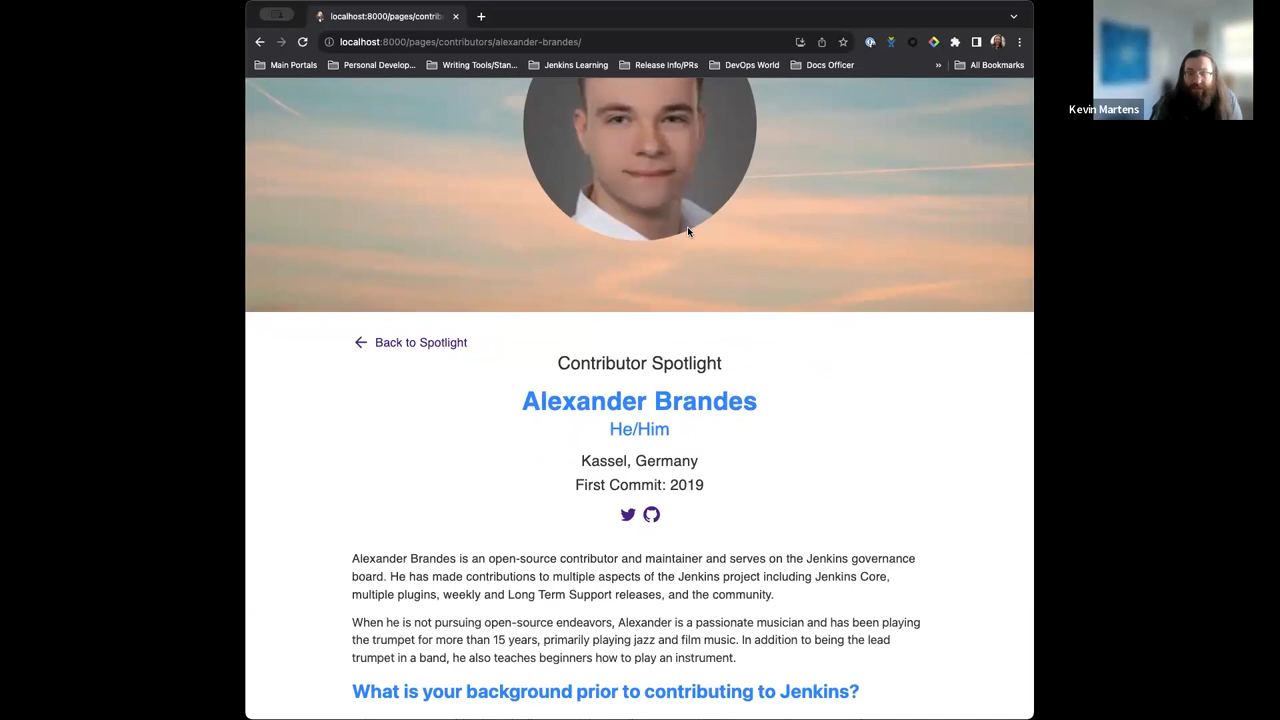 localhost:8000/pages/contrib
localhost:8000/pages/contributors/alexander-brandes/
Main Portals
Personal Develop...
Writing Tools/Stan...
Jenkins Learning
Release Info/PRs
DevOps World
Docs Officer
»
All Bookmarks
Kevin Martens
Back to Spotlight
Contributor Spotlight
Alexander Brandes
He/Him
Kassel, Germany
First Commit: 2019
Alexander Brandes is an open-source contributor and maintainer and serves on the Jenkins governance
board. He has made contributions to multiple aspects of the Jenkins project including Jenkins Core,
multiple plugins, weekly and Long Term Support releases, and the community.
When he is not pursuing open-source endeavors, Alexander is a passionate musician and has been playing
the trumpet for more than 15 years, primarily playing jazz and film music. In addition to being the lead
trumpet in a band, he also teaches beginners how to play an instrument.
What is your background prior to contributing to Jenkins?